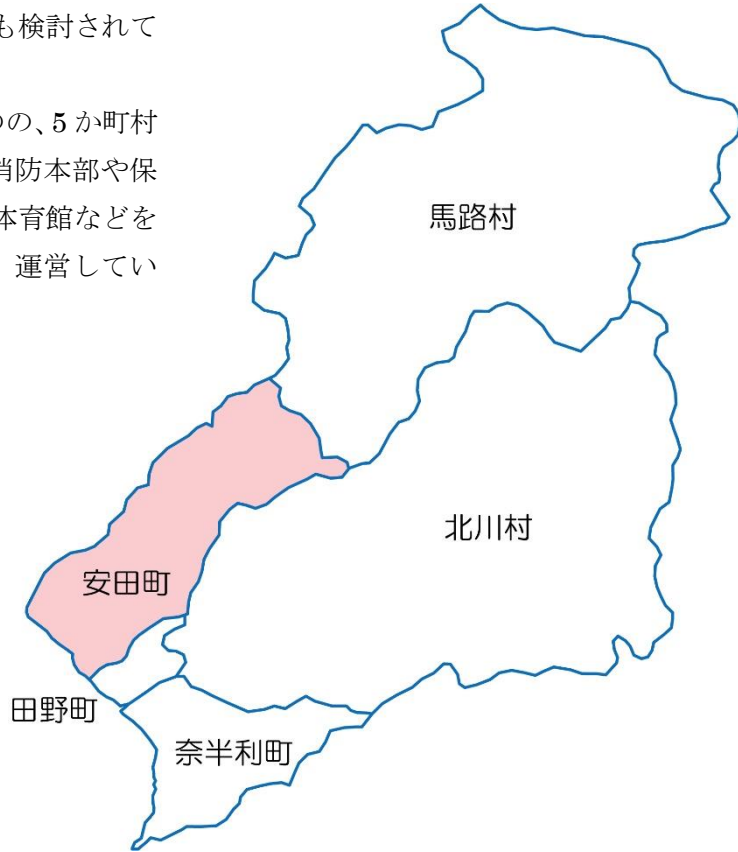 も検討されて
のの、5 か町村
消防本部や保
体育館などを
運営してい
馬路村
北川村
安田町
田野町
奈半利町